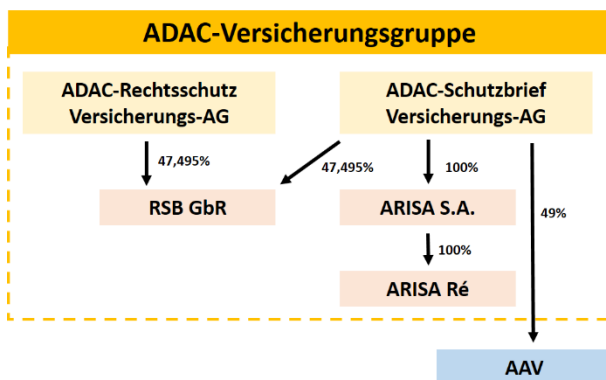 ADAC-Versicherungsgruppe
ADAC-Rechtsschutz
Versicherungs-AG
ADAC-Schutzbrief
Versicherungs-AG
47,495%
47,495%
100%
RSB GbR
ARISA S.A.
49%
100%
ARISA Ré
AAV